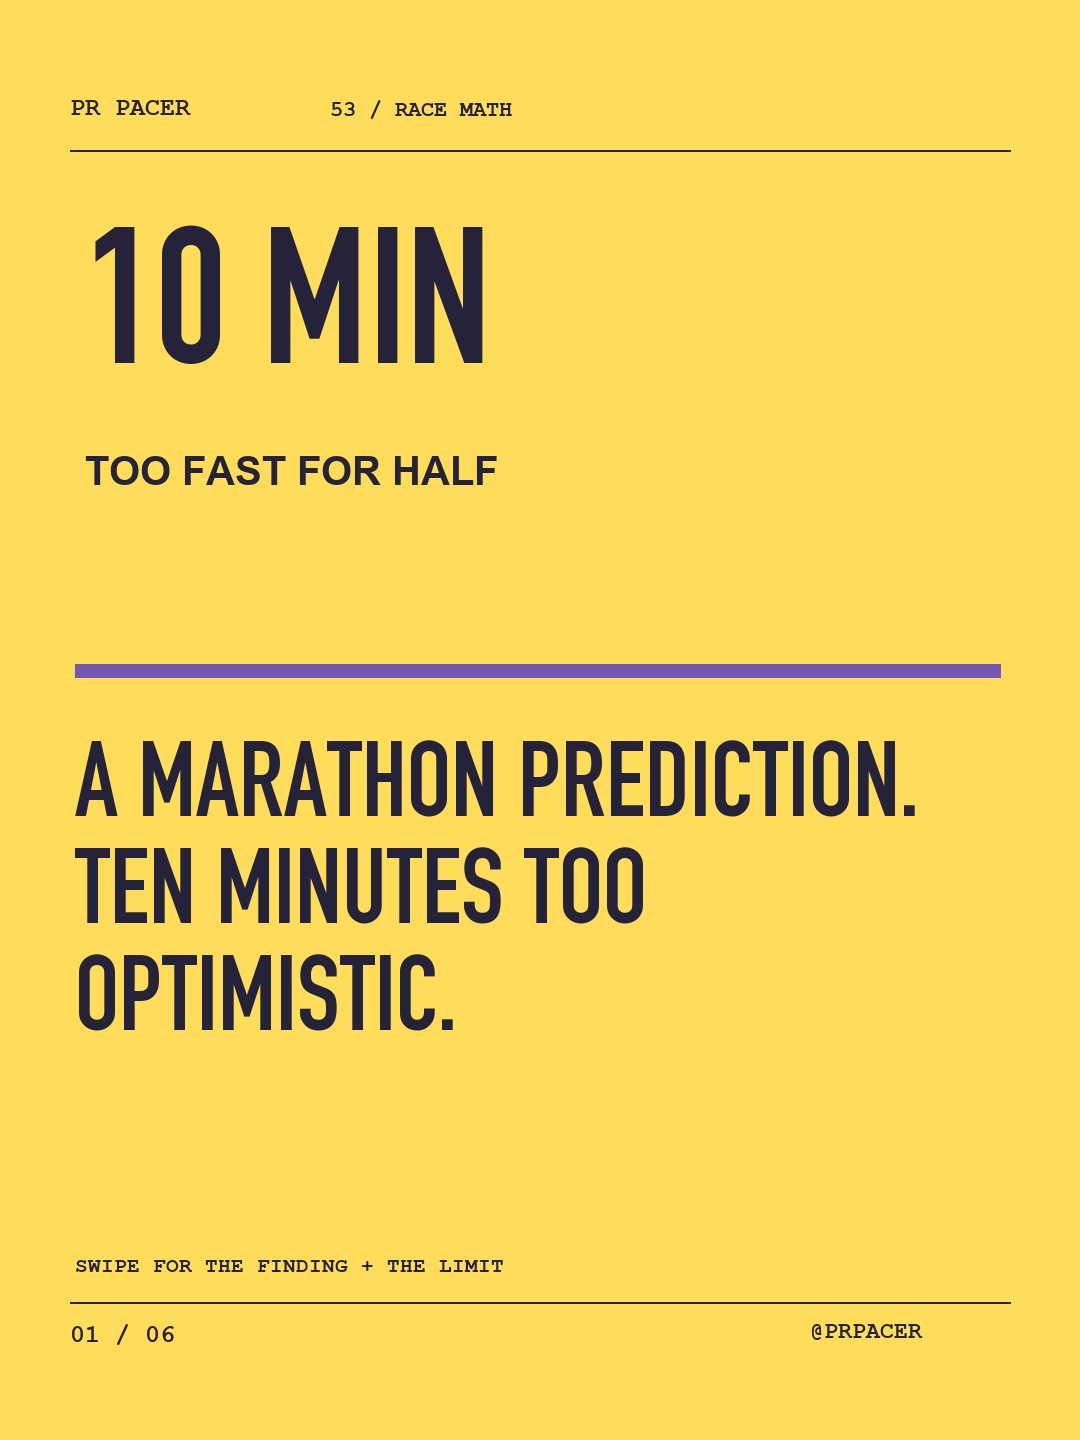 PR PACER
53 / RACE MATH
10 MIN
TOO FAST FOR HALF
A MARATHON PREDICTION.
TEN MINUTES TOO
OPTIMISTIC.
SWIPE FOR THE FINDING + THE LIMIT
01 / 06
@PRPACER